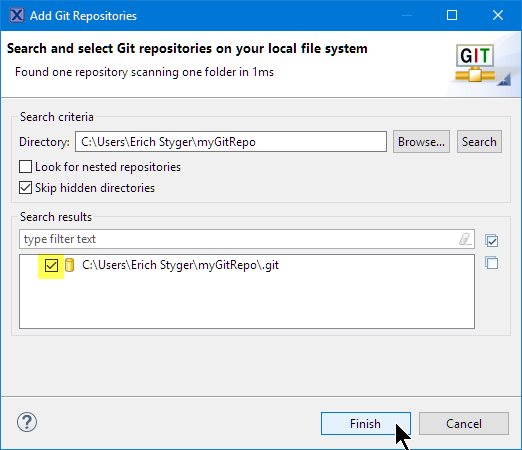 Add Git Repositories
Search and select Git repositories on your local file system
Found one repository scanning one folder in 1ms
GIT
Search criteria
Directory: C:\Users\Erich Styger\myGitRepo Browse... Search
Look for nested repositories
Skip hidden directories
Search results
type filter text
C:\Users\Erich Styger\myGitRepo\.git
? Finish Cancel